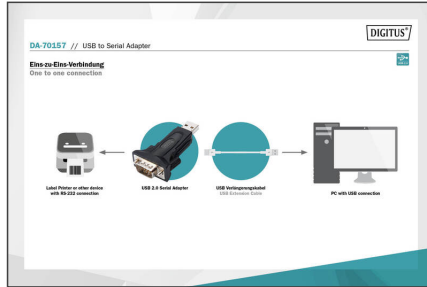 DIGITUS®
DA-70157 // USB to Serial Adapter
Eins-zu-Eins-Verbindung
One to one connection
Label Printer or other device
with RS-232 connection
USB 2.0 Serial Adapter
USB Verlängerungskabel
USB Extension Cable
PC with USB connection